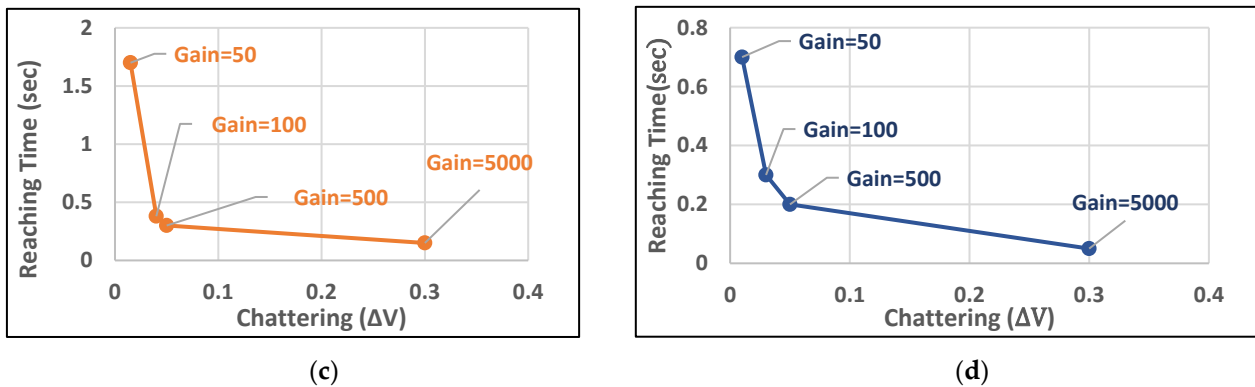 Reaching Time (sec)
2
1.5
1
0.5
0
Gain=50
Gain=100
Gain=5000
Gain=500
0 0.1 0.2 0.3 0.4
Chattering (ΔV)
(c)
Reaching Time(sec)
0.8
0.6
0.4
0.2
0
Gain=50
Gain=100
Gain=500
Gain=5000
0 0.1 0.2 0.3 0.4
Chattering (ΔV)
(d)